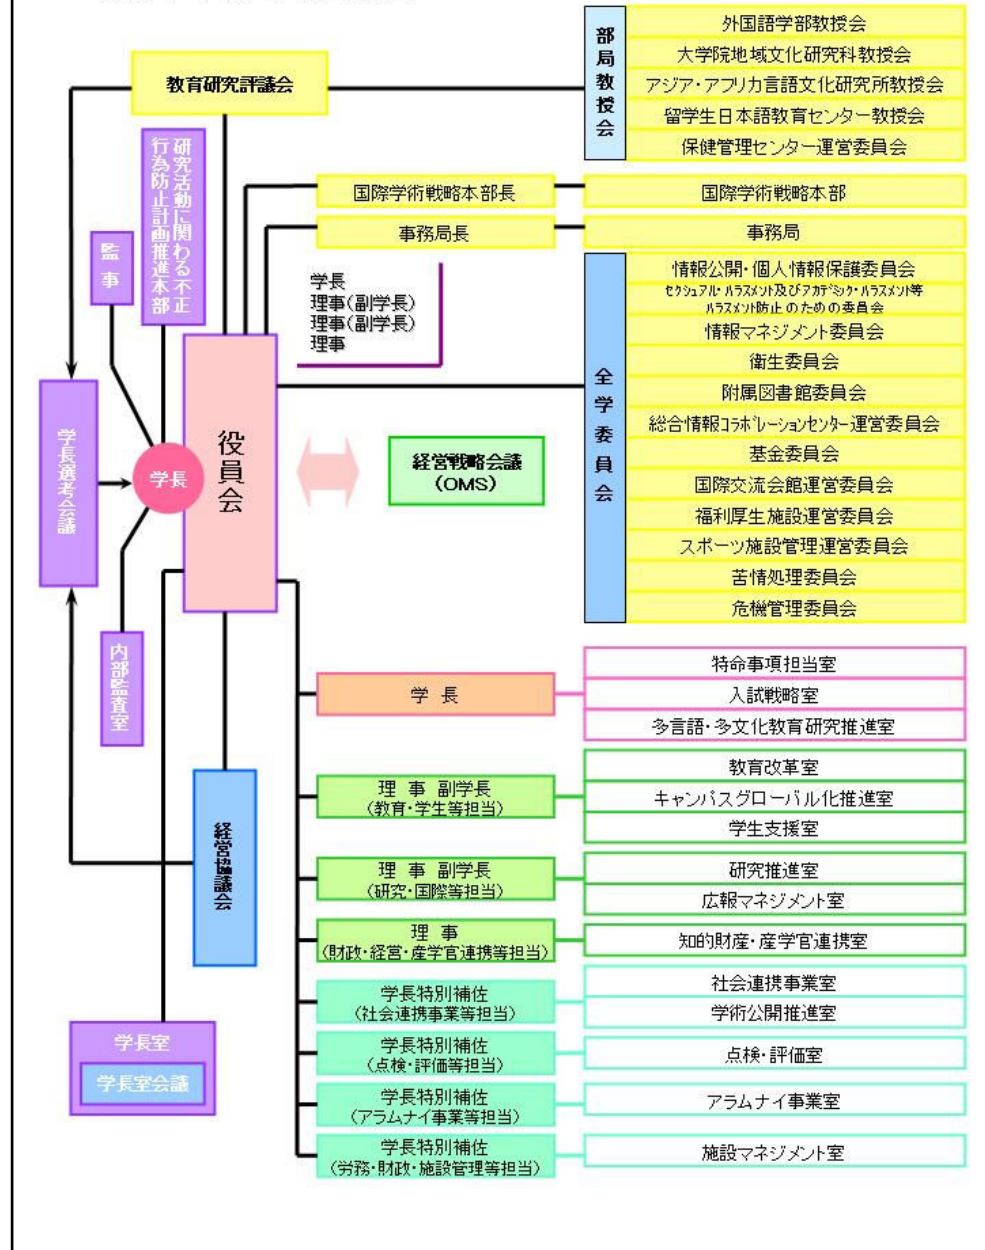 外国語学部教授会
部局教授会
大学院地域文化研究科教授会
教育研究評議会
アジア・アフリカ言語文化研究所教授会
留学生日本語教育センター教授会
保健管理センター運営委員会
研究活動に関わる不正
行為防止計画推進本部
国際学術戦略本部長
国際学術戦略本部
監事
事務局長
事務局
学長
理事(副学長)
理事(副学長)
理事
全学委員会
情報公開・個人情報保護委員会
セクシュアル・ハラスメント及びアカデミック・ハラスメント等
ハラスメント防止のための委員会
情報マネジメント委員会
衛生委員会
附属図書館委員会
総合情報コラボレーションセンター運営委員会
基金委員会
国際交流会館運営委員会
福利厚生施設運営委員会
スポーツ施設管理運営委員会
苦情処理委員会
危機管理委員会
学長選考会議
学長
役員会
経営戦略会議
(OMS)
内部監査室
学 長
特命事項担当室
入試戦略室
多言語・多文化教育研究推進室
経営協議会
理 事 副学長
(教育・学生等担当)
教育改革室
キャンパスグローバル化推進室
学生支援室
理 事 副学長
(研究・国際等担当)
研究推進室
広報マネジメント室
理 事
(財政・経営・産学官連携等担当)
知的財産・産学官連携室
学長特別補佐
(社会連携事業等担当)
社会連携事業室
学術公開推進室
学長室
学長室会議
学長特別補佐
(点検・評価等担当)
点検・評価室
学長特別補佐
(アラムナイ事業等担当)
アラムナイ事業室
学長特別補佐
(労務・財政・施設管理等担当)
施設マネジメント室